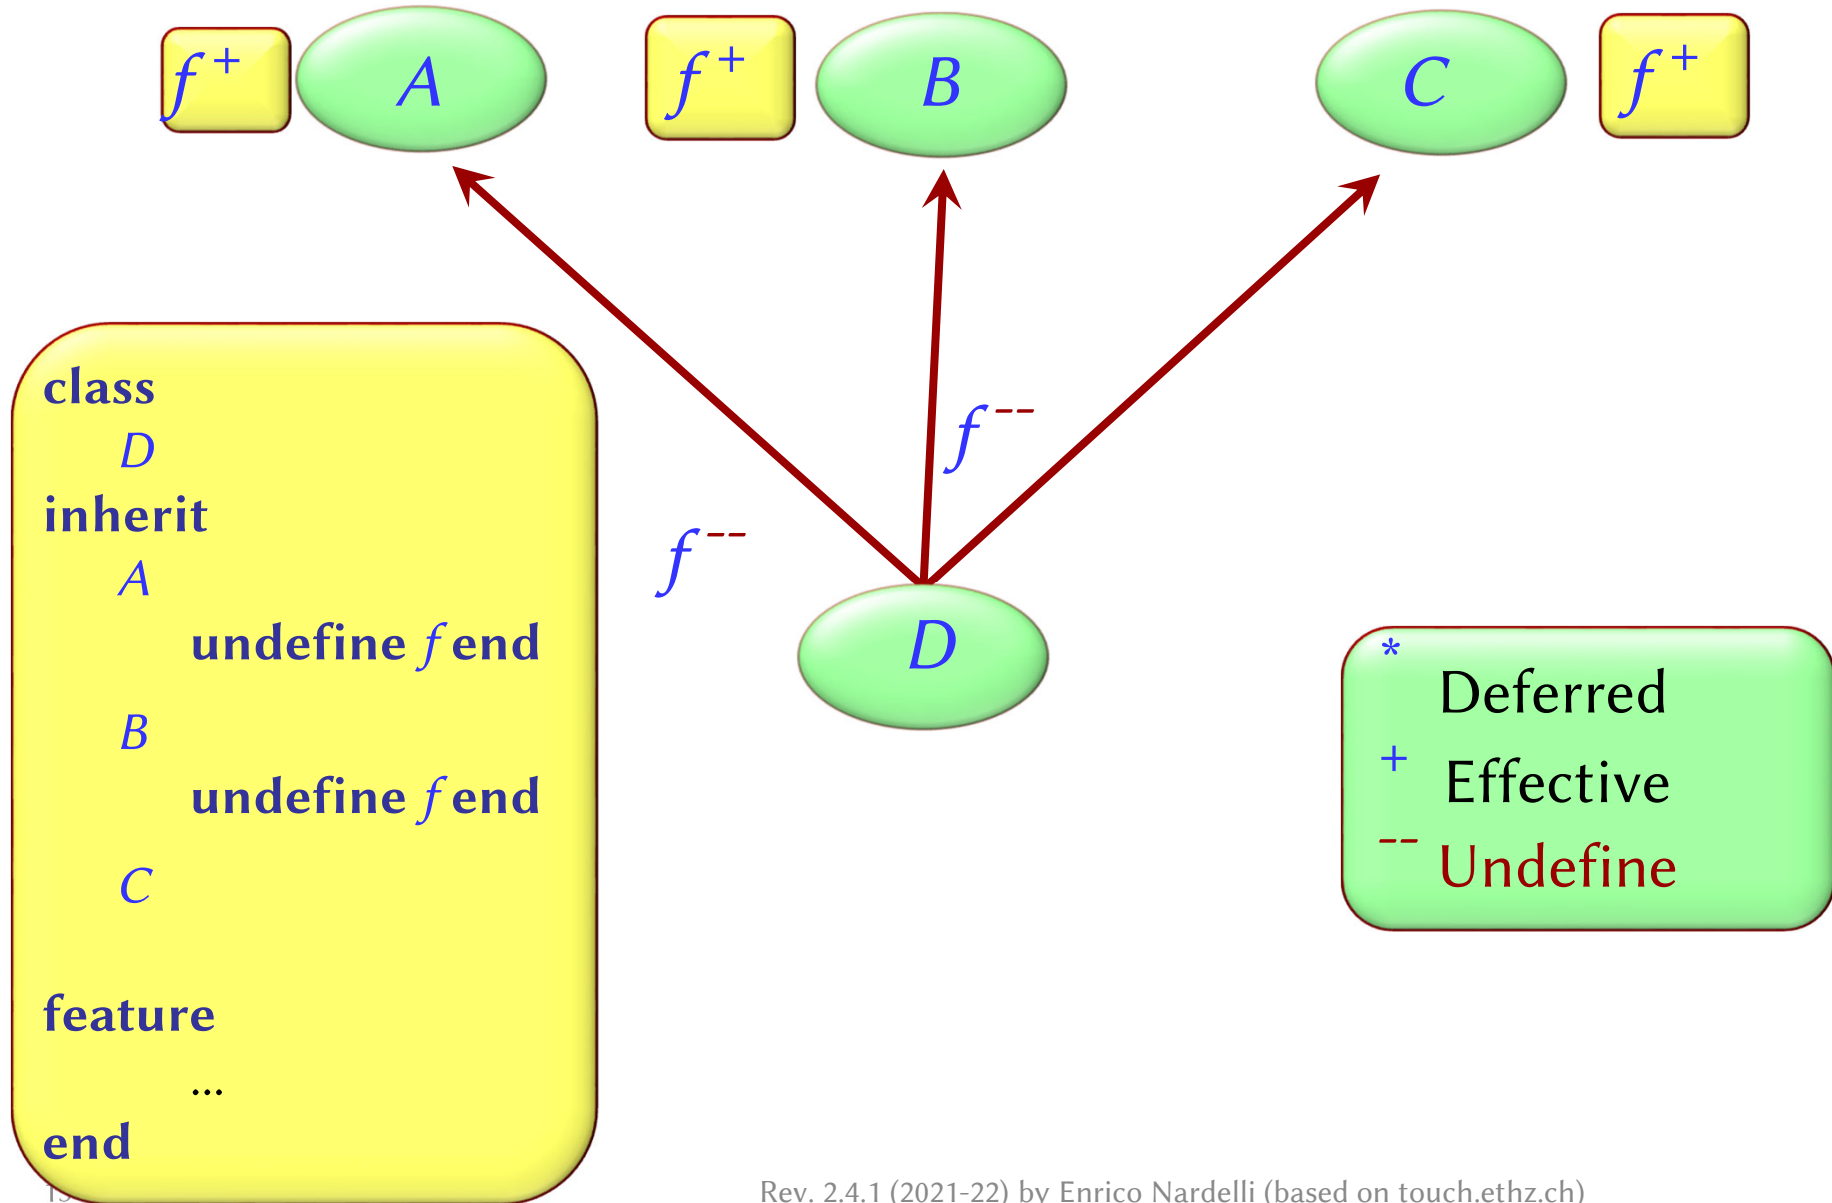 f +
A
f +
B
C
f +
f --
f --
D
class
D
inherit
A
undefine f end
B
undefine f end
C
feature
...
end
* Deferred
+ Effective
-- Undefine
Rev. 2.4.1 (2021-22) by Enrico Nardelli (based on touch.ethz.ch)